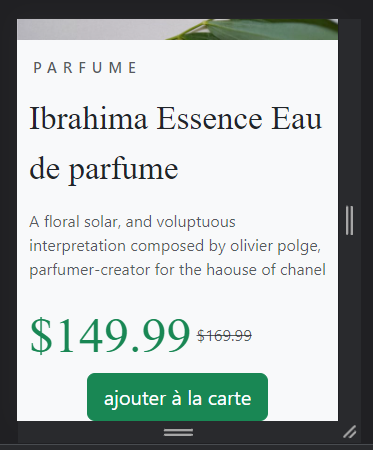 PARFUME
Ibrahima Essence Eau
de parfume
A floral solar, and voluptuous
interpretation composed by olivier polge,
parfumer-creator for the haouse of chanel
$149.99 $169.99
ajouter à la carte